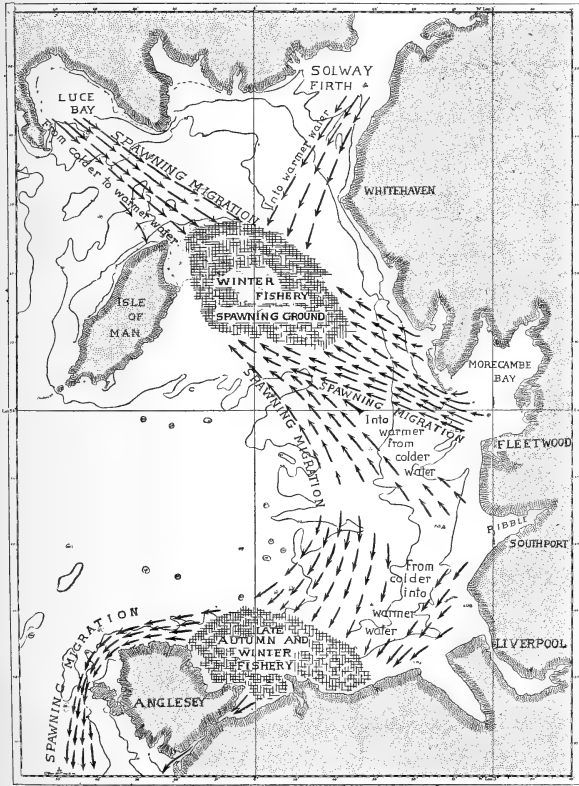 SOLWAY
FIRTH
LUCE
BAY
SPAWNING MIGRATION
From colder to warmer water
Into warmer water
WHITEHAVEN
WINTER
FISHERY
SPAWNING GROUND
ISLE
OF
MAN
MORECAMBE
BAY
SPAWNING MIGRATION
SPAWNING MIGRATION
Into
warmer
from
colder
water
FLEETWOOD
RIBBLE
SOUTHPORT
From
colder
into
warmer
water
LATE
AUTUMN AND
WINTER
FISHERY
LIVERPOOL
SPAWNING MIGRATION
ANGLESEY